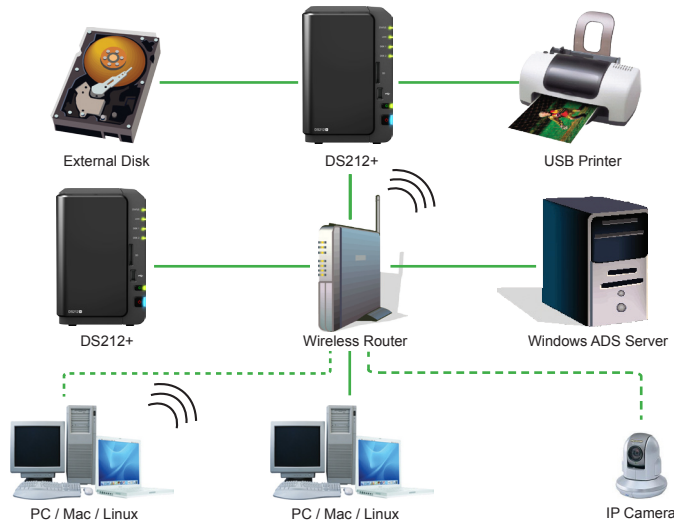 External Disk
DS212+
USB Printer
DS212+
Wireless Router
Windows ADS Server
PC / Mac / Linux
PC / Mac / Linux
IP Camera